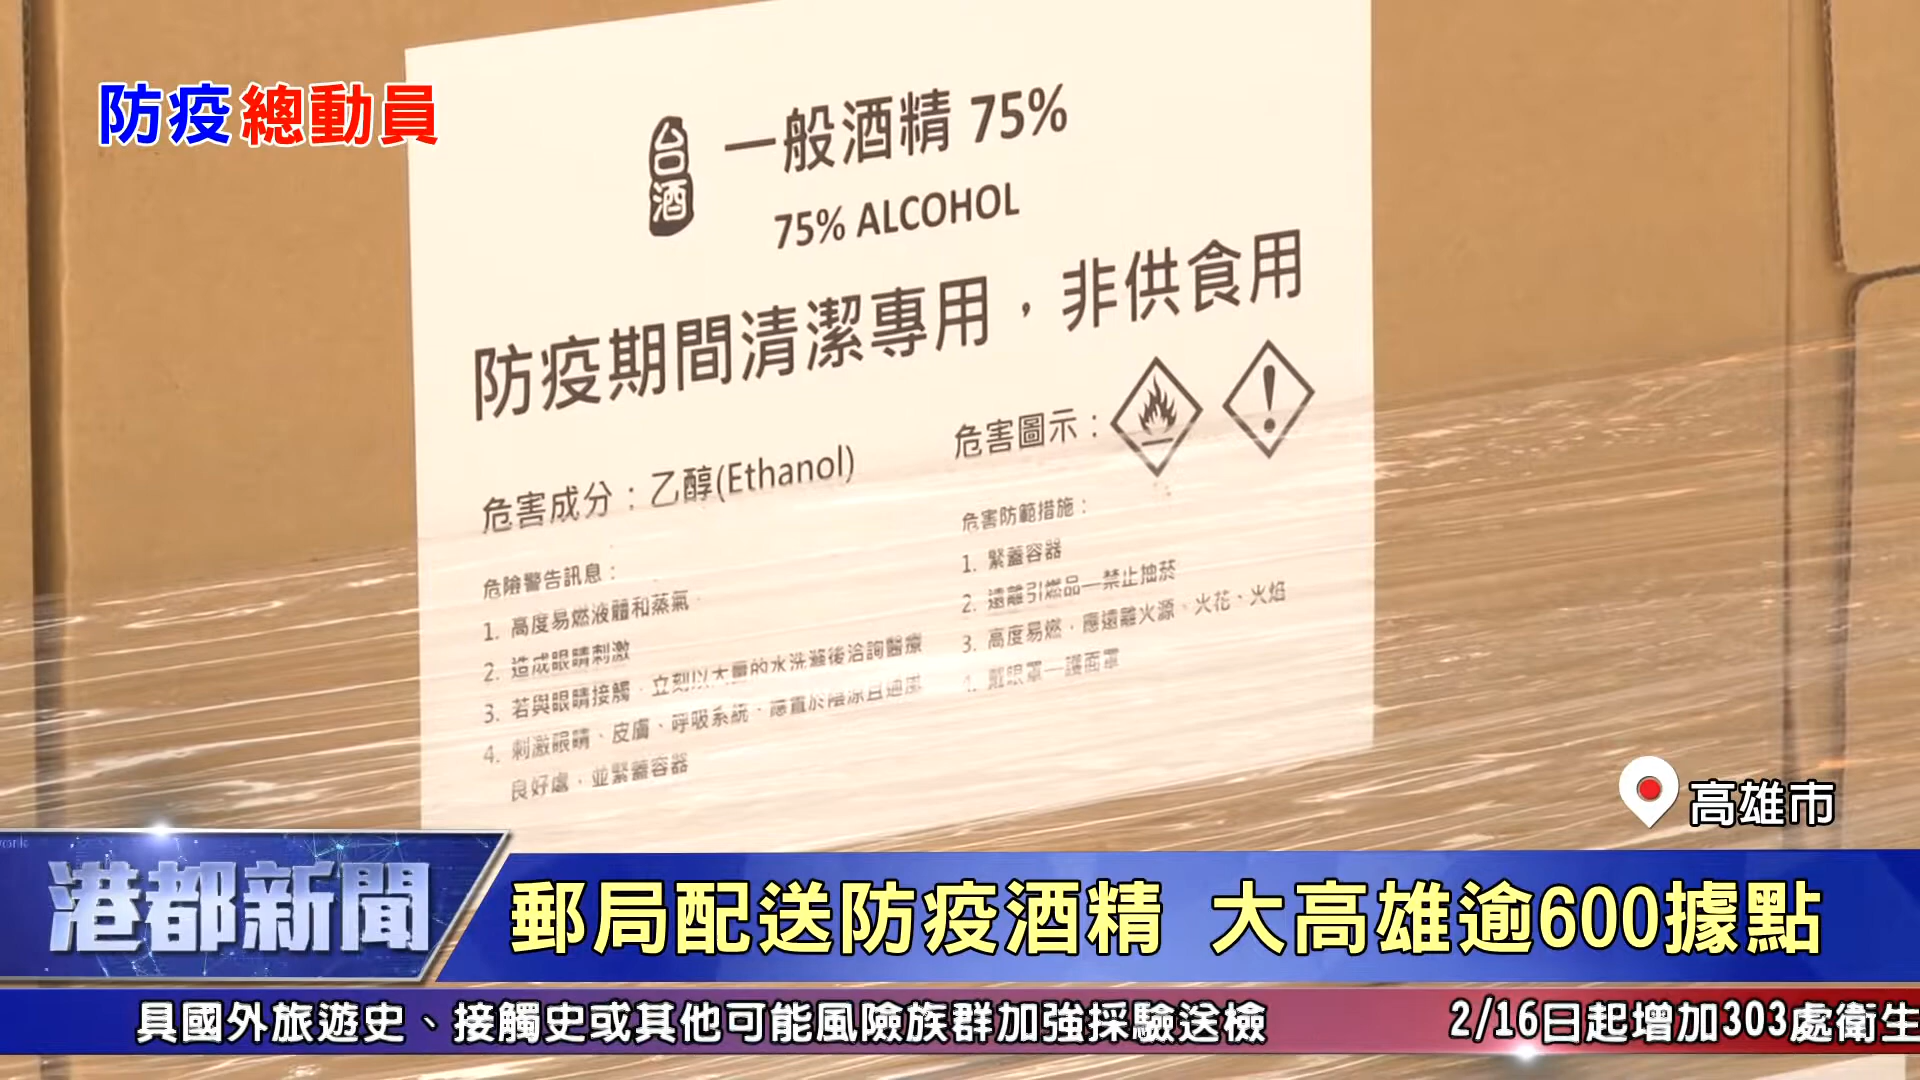 防疫總動員
台酒
一般酒精 75%
75% ALCOHOL
防疫期間清潔專用，非供食用
危害成分：乙醇(Ethanol)
危害圖示：
危險警告訊息：
1. 高度易燃液體和蒸氣
2. 造成眼睛刺激
3. 若與眼睛接觸，立刻以大量的水洗滌後洽詢醫療
4. 刺激眼睛、皮膚、呼吸系統，應置於陰涼且通風
良好處，並緊蓋容器
危害防範措施：
1. 緊蓋容器
2. 遠離引燃品—禁止抽菸
3. 高度易燃，應遠離火源、火花、火焰
4. 戴眼罩—護面罩
高雄市
work
港都新聞
郵局配送防疫酒精 大高雄逾600據點
具國外旅遊史、接觸史或其他可能風險族群加強採驗送檢 2/16日起增加303處衛生